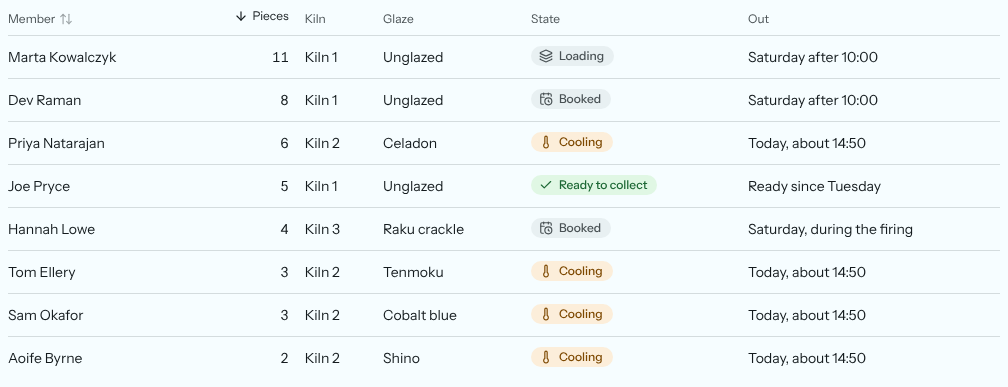 Member Pieces Kiln Glaze State Out
Marta Kowalczyk 11 Kiln 1 Unglazed Loading Saturday after 10:00
Dev Raman 8 Kiln 1 Unglazed Booked Saturday after 10:00
Priya Natarajan 6 Kiln 2 Celadon Cooling Today, about 14:50
Joe Pryce 5 Kiln 1 Unglazed Ready to collect Ready since Tuesday
Hannah Lowe 4 Kiln 3 Raku crackle Booked Saturday, during the firing
Tom Ellery 3 Kiln 2 Tenmoku Cooling Today, about 14:50
Sam Okafor 3 Kiln 2 Cobalt blue Cooling Today, about 14:50
Aoife Byrne 2 Kiln 2 Shino Cooling Today, about 14:50